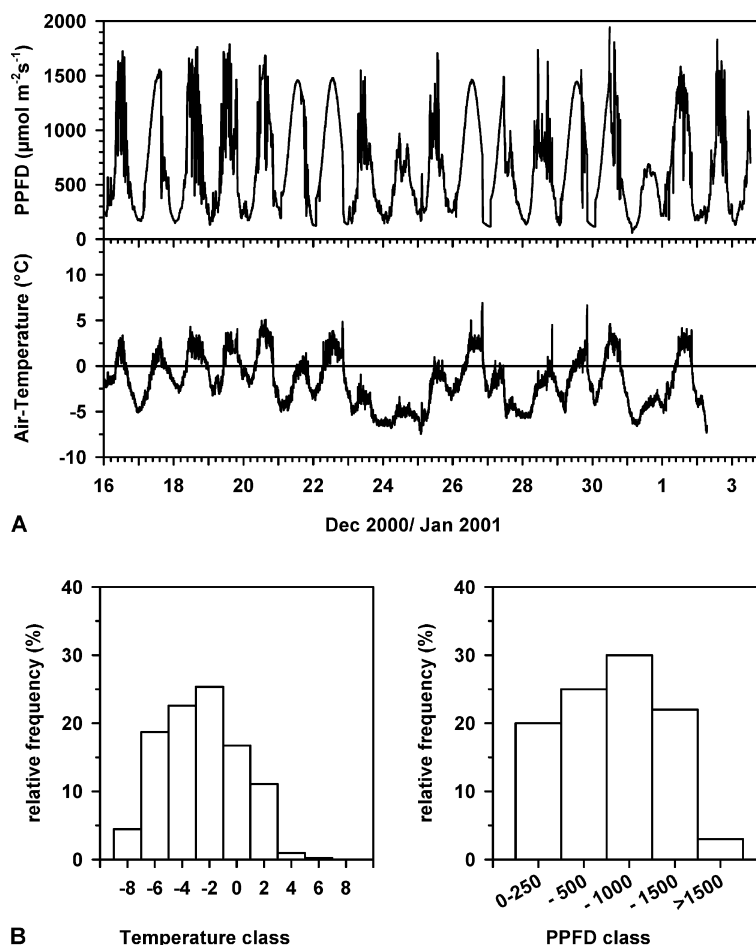 PPFD (µmol m-2s-1)
2000
1500
1000
500
0
Air-Temperature (°C)
10
5
0
-5
-10
16 18 20 22 24 26 28 30 1 3
A
Dec 2000/ Jan 2001
relative frequency (%)
40
30
20
10
0
-8 -6 -4 -2 0 2 4 6 8
Temperature class
relative frequency (%)
40
30
20
10
0
0-250 - 500 - 1000 - 1500 >1500
PPFD class
B